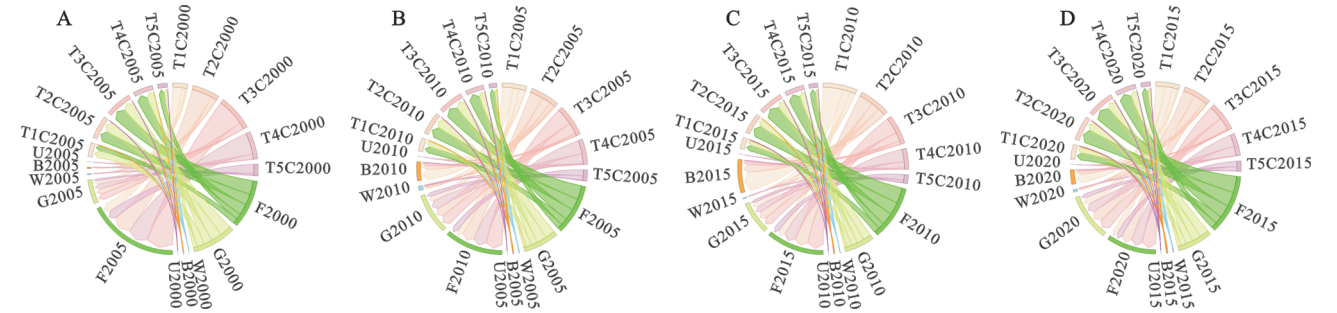 A
T1C2000
T2C2000
T3C2000
T4C2000
T5C2000
F2000
G2000
W2000
B2000
U2000
F2005
G2005
W2005
B2005
U2005
T1C2005
T2C2005
T3C2005
T4C2005
T5C2005
B
T1C2005
T2C2005
T3C2005
T4C2005
T5C2005
F2005
G2005
W2005
B2005
U2005
F2010
G2010
W2010
B2010
U2010
T1C2010
T2C2010
T3C2010
T4C2010
T5C2010
C
T1C2010
T2C2010
T3C2010
T4C2010
T5C2010
F2010
G2010
W2010
B2010
U2010
F2015
G2015
W2015
B2015
U2015
T1C2015
T2C2015
T3C2015
T4C2015
T5C2015
D
T1C2015
T2C2015
T3C2015
T4C2015
T5C2015
F2015
G2015
W2015
B2015
U2015
F2020
G2020
W2020
B2020
U2020
T1C2020
T2C2020
T3C2020
T4C2020
T5C2020